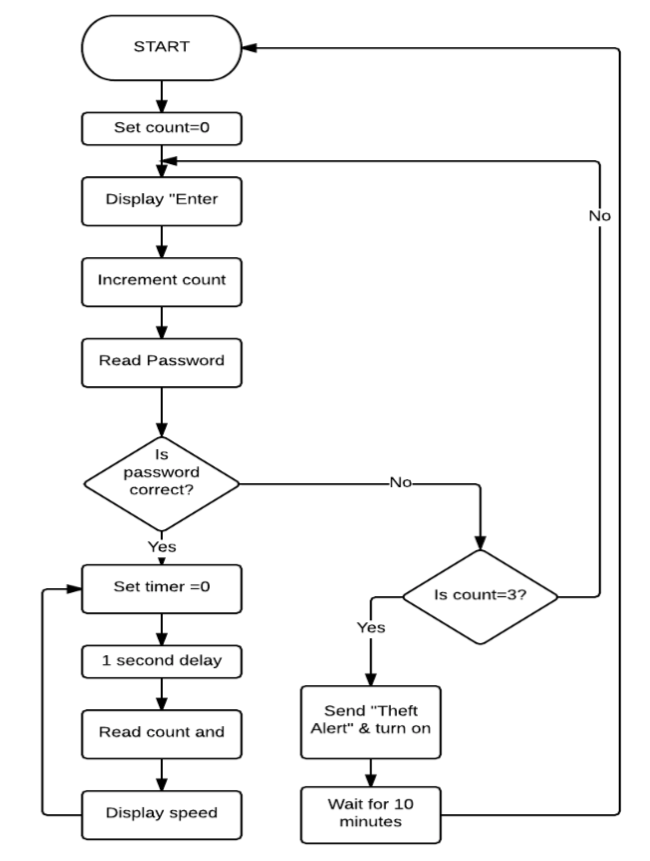 START
Set count=0
Display "Enter
No
Increment count
Read Password
Is
password
correct?
No
Yes
Set timer =0
Is count=3?
Yes
1 second delay
Read count and
Send "Theft
Alert" & turn on
Display speed
Wait for 10
minutes